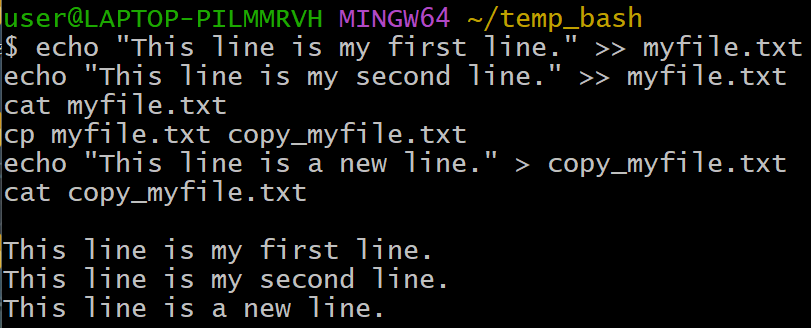 user@LAPTOP-PILMMRVH MINGW64 ~/temp_bash
$ echo "This line is my first line." >> myfile.txt
echo "This line is my second line." >> myfile.txt
cat myfile.txt
cp myfile.txt copy_myfile.txt
echo "This line is a new line." > copy_myfile.txt
cat copy_myfile.txt
This line is my first line.
This line is my second line.
This line is a new line.